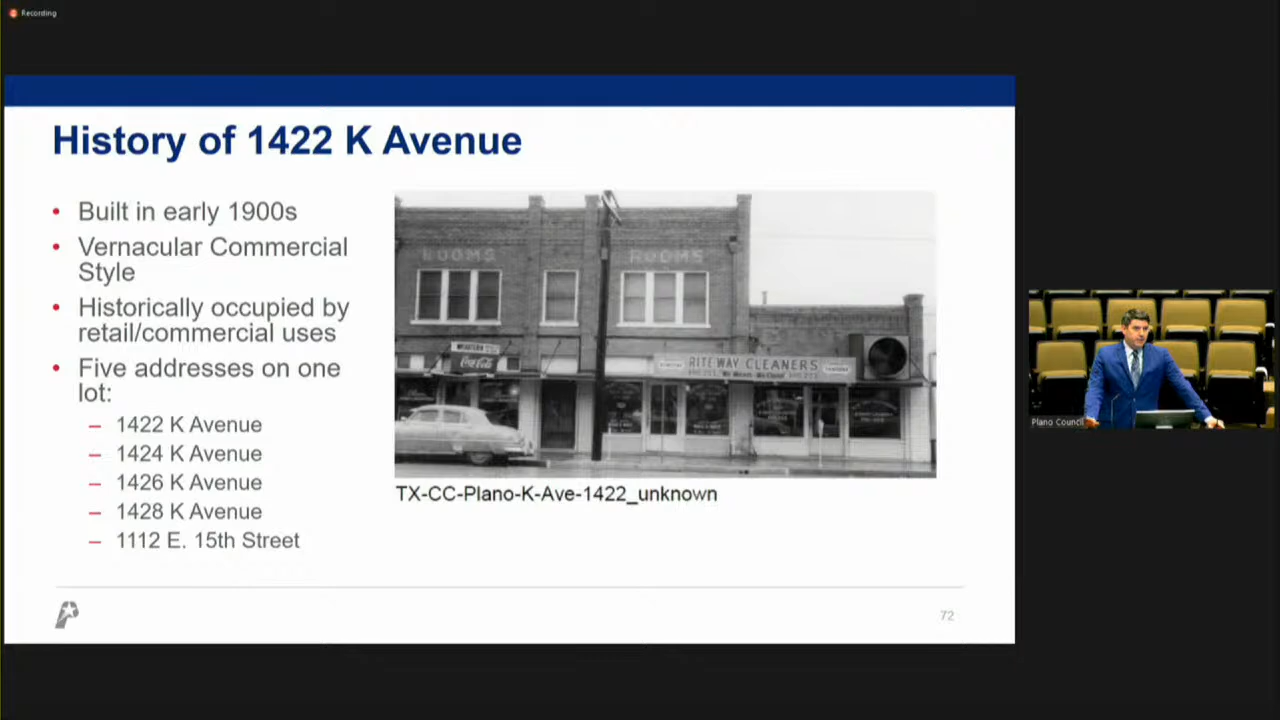 Recording
History of 1422 K Avenue
• Built in early 1900s
• Vernacular Commercial
Style
• Historically occupied by
retail/commercial uses
• Five addresses on one
lot:
– 1422 K Avenue
– 1424 K Avenue
– 1426 K Avenue
– 1428 K Avenue
– 1112 E. 15th Street
ROOMS
ROOMS
Coca-Cola
RITEWAY CLEANERS
TX-CC-Plano-K-Ave-1422_unknown
72
Plano Council